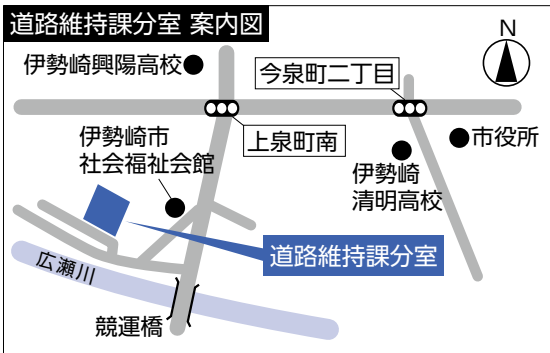 道路維持課分室 案内図
N
伊勢崎興陽高校
今泉町二丁目
伊勢崎市
社会福祉会館
上泉町南
市役所
伊勢崎
清明高校
道路維持課分室
広瀬川
競運橋